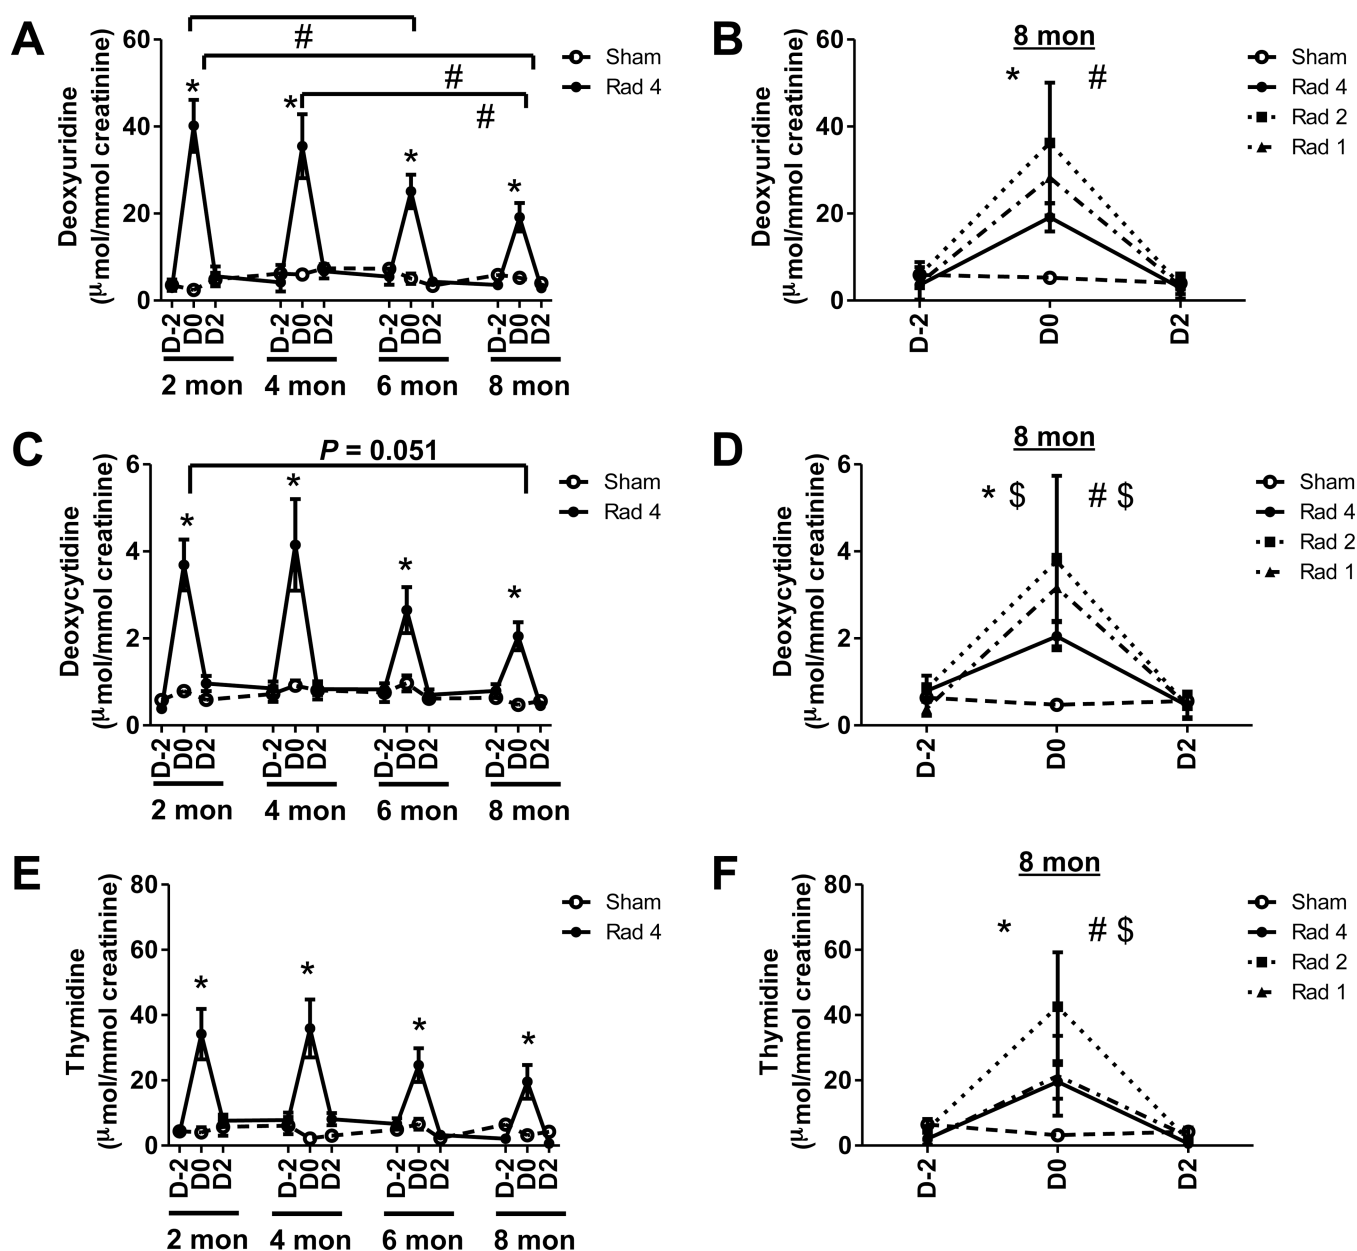 A
Deoxyuridine
(μmol/mmol creatinine)
60
40
20
0
#
#
#
* * * *
Sham
Rad 4
D-2 D0 D2 D-2 D0 D2 D-2 D0 D2 D-2 D0 D2
2 mon 4 mon 6 mon 8 mon
B
8 mon
Deoxyuridine
(μmol/mmol creatinine)
60
40
20
0
* #
Sham
Rad 4
Rad 2
Rad 1
D-2 D0 D2
C
P = 0.051
Deoxycytidine
(μmol/mmol creatinine)
6
4
2
0
* * * *
Sham
Rad 4
D-2 D0 D2 D-2 D0 D2 D-2 D0 D2 D-2 D0 D2
2 mon 4 mon 6 mon 8 mon
D
8 mon
Deoxycytidine
(μmol/mmol creatinine)
6
4
2
0
* $ # $
Sham
Rad 4
Rad 2
Rad 1
D-2 D0 D2
E
Thymidine
(μmol/mmol creatinine)
80
60
40
20
0
* * * *
Sham
Rad 4
D-2 D0 D2 D-2 D0 D2 D-2 D0 D2 D-2 D0 D2
2 mon 4 mon 6 mon 8 mon
F
8 mon
Thymidine
(μmol/mmol creatinine)
80
60
40
20
0
* # $
Sham
Rad 4
Rad 2
Rad 1
D-2 D0 D2